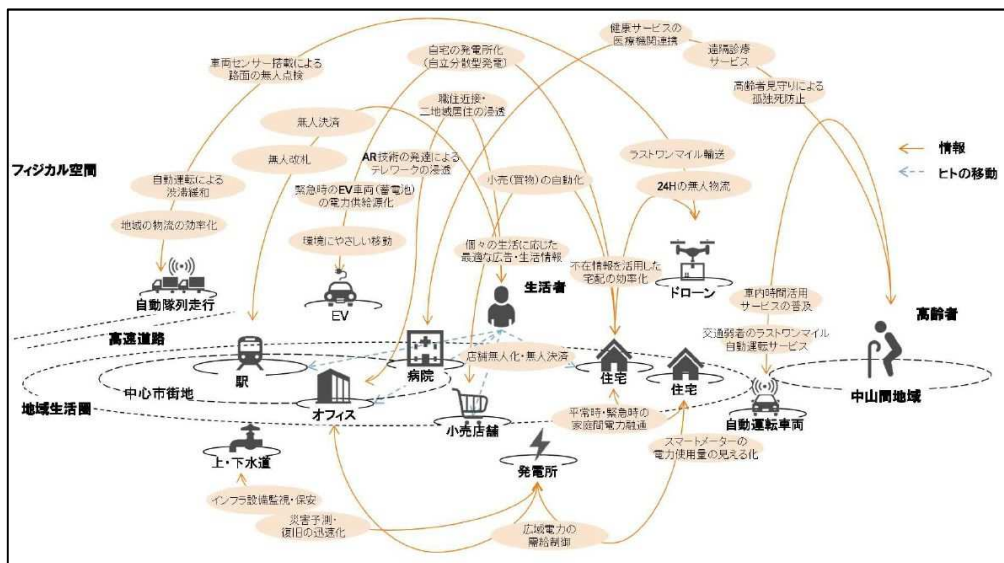 健康サービスの
医療機関連携
車両センサー搭載による
路面の無人点検
自宅の発電所化
(自立分散型発電)
遠隔診療
サービス
高齢者見守りによる
孤独死防止
職住近接・
二地域居住の浸透
無人決済
情報
ヒトの移動
フィジカル空間
無人改札
AR技術の発達による
テレワークの浸透
ラストワンマイル輸送
自動運転による
渋滞緩和
緊急時のEV車両(蓄電池)
の電力供給源化
小売(買物)の自動化
24Hの無人物流
地域の物流の効率化
環境にやさしい移動
個々の生活に応じた
最適な広告・生活情報
不在情報を活用した
宅配の効率化
自動隊列走行
EV
生活者
ドローン
車内時間活用
サービスの普及
高齢者
高速道路
交通弱者のラストワンマイル
自動運転サービス
店舗無人化・無人決済
駅
病院
住宅
住宅
中心市街地
オフィス
中山間地域
地域生活圏
小売店舗
自動運転車両
平常時・緊急時の
家庭間電力融通
スマートメーターの
電力使用量の見える化
上・下水道
発電所
インフラ設備監視・保安
災害予測・
復旧の迅速化
広域電力の
需給制御